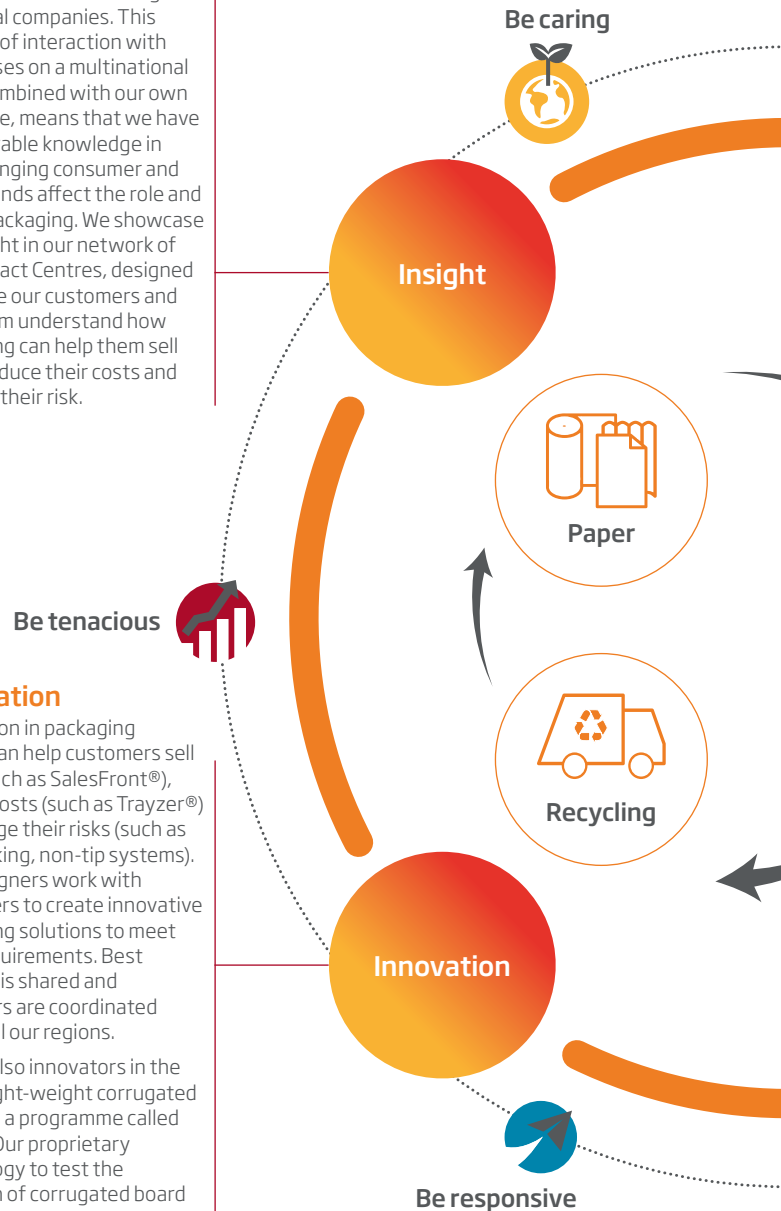 al companies. This
of interaction with
ses on a multinational
mbined with our own
e, means that we have
able knowledge in
nging consumer and
nds affect the role and
ackaging. We showcase
ht in our network of
act Centres, designed
e our customers and
m understand how
ng can help them sell
duce their costs and
their risk.
Be caring
Insight
Paper
Be tenacious
Recycling
ation
on in packaging
an help customers sell
ch as SalesFront®),
osts (such as Trayzer®)
ge their risks (such as
king, non-tip systems).
gners work with
ers to create innovative
ng solutions to meet
uirements. Best
is shared and
rs are coordinated
l our regions.
also innovators in the
ght-weight corrugated
a programme called
Our proprietary
ogy to test the
n of corrugated board
Innovation
Be responsive